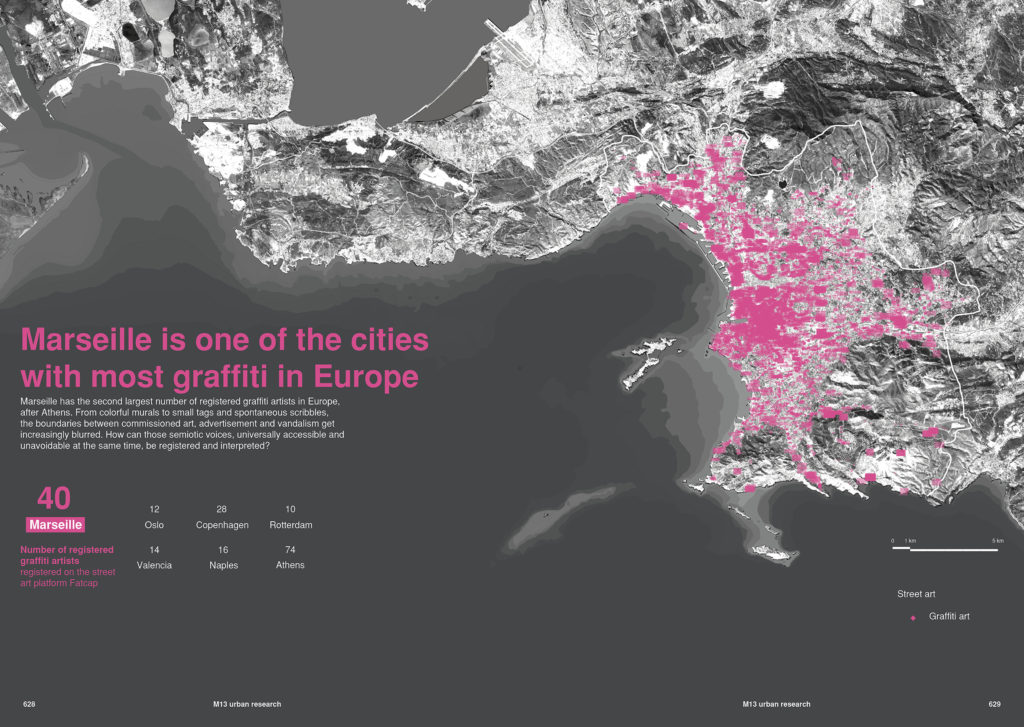 Marseille is one of the cities
with most graffiti in Europe
Marseille has the second largest number of registered graffiti artists in Europe,
after Athens. From colorful murals to small tags and spontaneous scribbles,
the boundaries between commissioned art, advertisement and vandalism get
increasingly blurred. How can those semiotic voices, universally accessible and
unavoidable at the same time, be registered and interpreted?
40
Marseille
Number of registered
graffiti artists
registered on the street
art platform Fatcap
12
Oslo
28
Copenhagen
10
Rotterdam
14
Valencia
16
Naples
74
Athens
0 1 km 5 km
Street art
Graffiti art
628
M13 urban research
M13 urban research
629